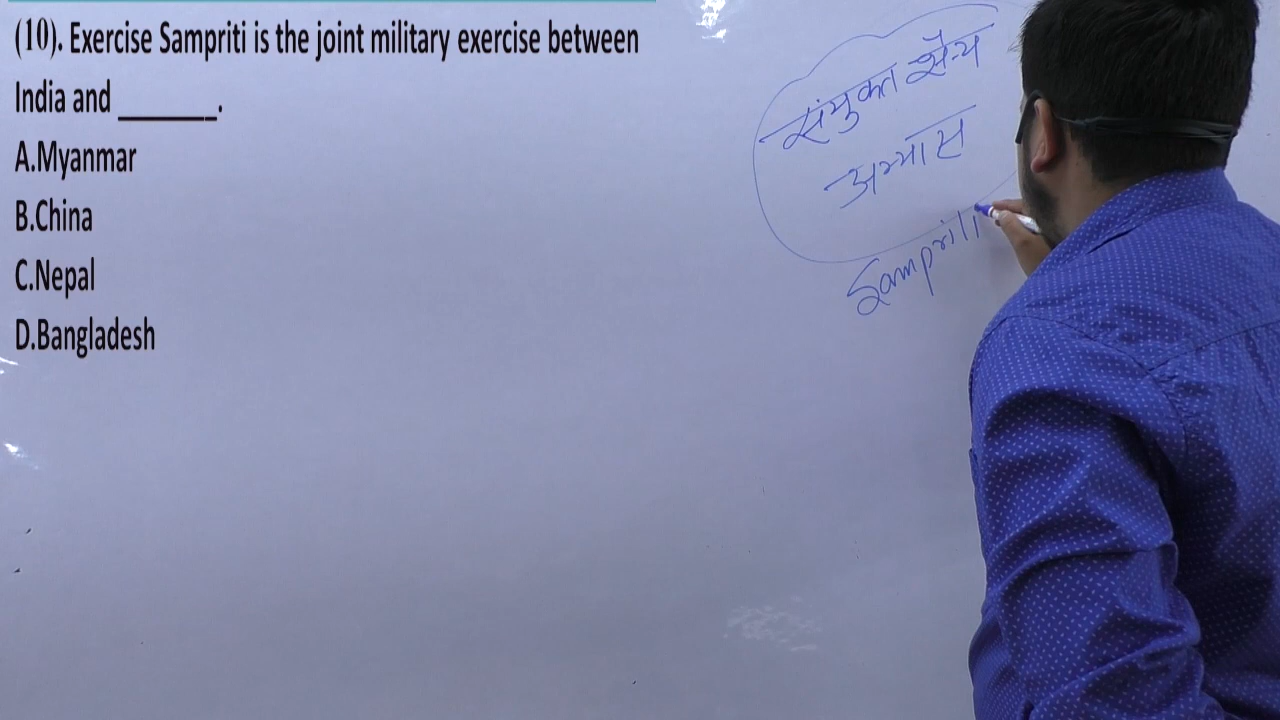 (10). Exercise Sampriti is the joint military exercise between
India and _______.
A.Myanmar
B.China
C.Nepal
D.Bangladesh
संयुक्त सैन्य
अभ्यास
Sampriti